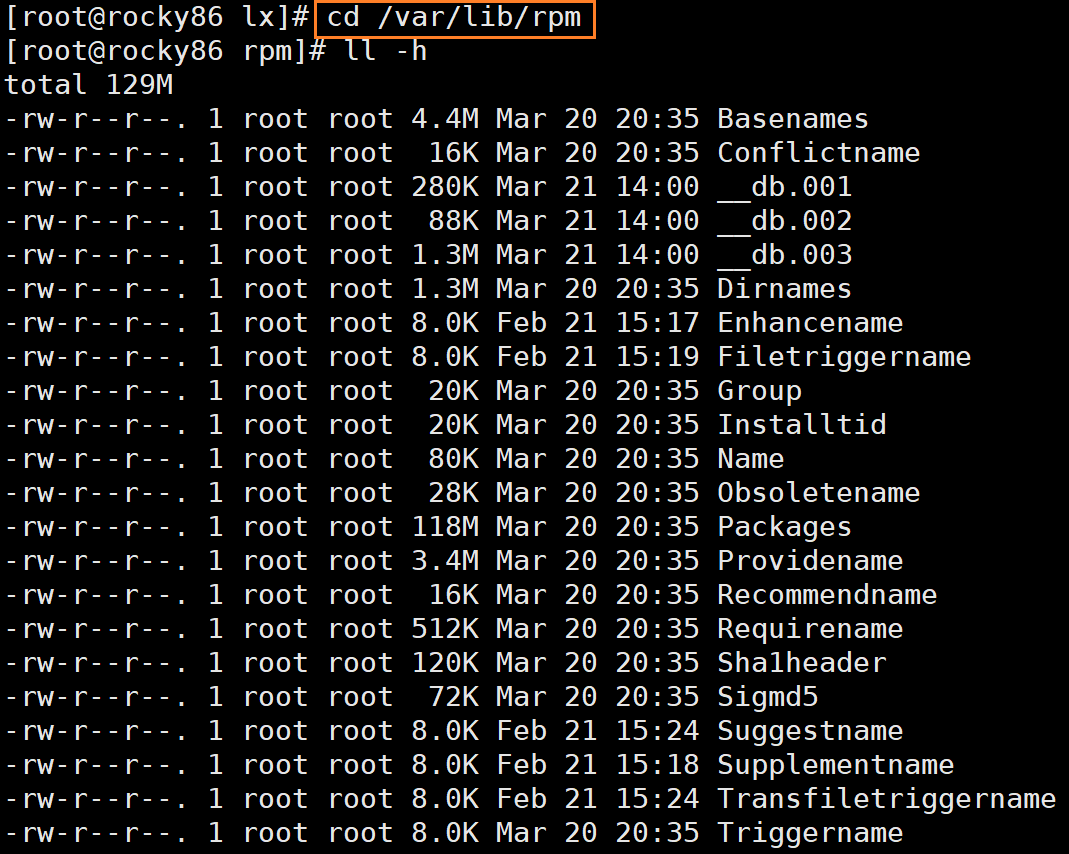 [root@rocky86 lx]# cd /var/lib/rpm
[root@rocky86 rpm]# ll -h
total 129M
-rw-r--r--. 1 root root 4.4M Mar 20 20:35 Basenames
-rw-r--r--. 1 root root  16K Mar 20 20:35 Conflictname
-rw-r--r--. 1 root root 280K Mar 21 14:00 __db.001
-rw-r--r--. 1 root root  88K Mar 21 14:00 __db.002
-rw-r--r--. 1 root root 1.3M Mar 21 14:00 __db.003
-rw-r--r--. 1 root root 1.3M Mar 20 20:35 Dirnames
-rw-r--r--. 1 root root 8.0K Feb 21 15:17 Enhancename
-rw-r--r--. 1 root root 8.0K Feb 21 15:19 Filetriggername
-rw-r--r--. 1 root root  20K Mar 20 20:35 Group
-rw-r--r--. 1 root root  20K Mar 20 20:35 Installtid
-rw-r--r--. 1 root root  80K Mar 20 20:35 Name
-rw-r--r--. 1 root root  28K Mar 20 20:35 Obsoletename
-rw-r--r--. 1 root root 118M Mar 20 20:35 Packages
-rw-r--r--. 1 root root 3.4M Mar 20 20:35 Providename
-rw-r--r--. 1 root root  16K Mar 20 20:35 Recommendname
-rw-r--r--. 1 root root 512K Mar 20 20:35 Requirename
-rw-r--r--. 1 root root 120K Mar 20 20:35 Sha1header
-rw-r--r--. 1 root root  72K Mar 20 20:35 Sigmd5
-rw-r--r--. 1 root root 8.0K Feb 21 15:24 Suggestname
-rw-r--r--. 1 root root 8.0K Feb 21 15:18 Supplementname
-rw-r--r--. 1 root root 8.0K Feb 21 15:24 Transfiletriggername
-rw-r--r--. 1 root root 8.0K Mar 20 20:35 Triggername